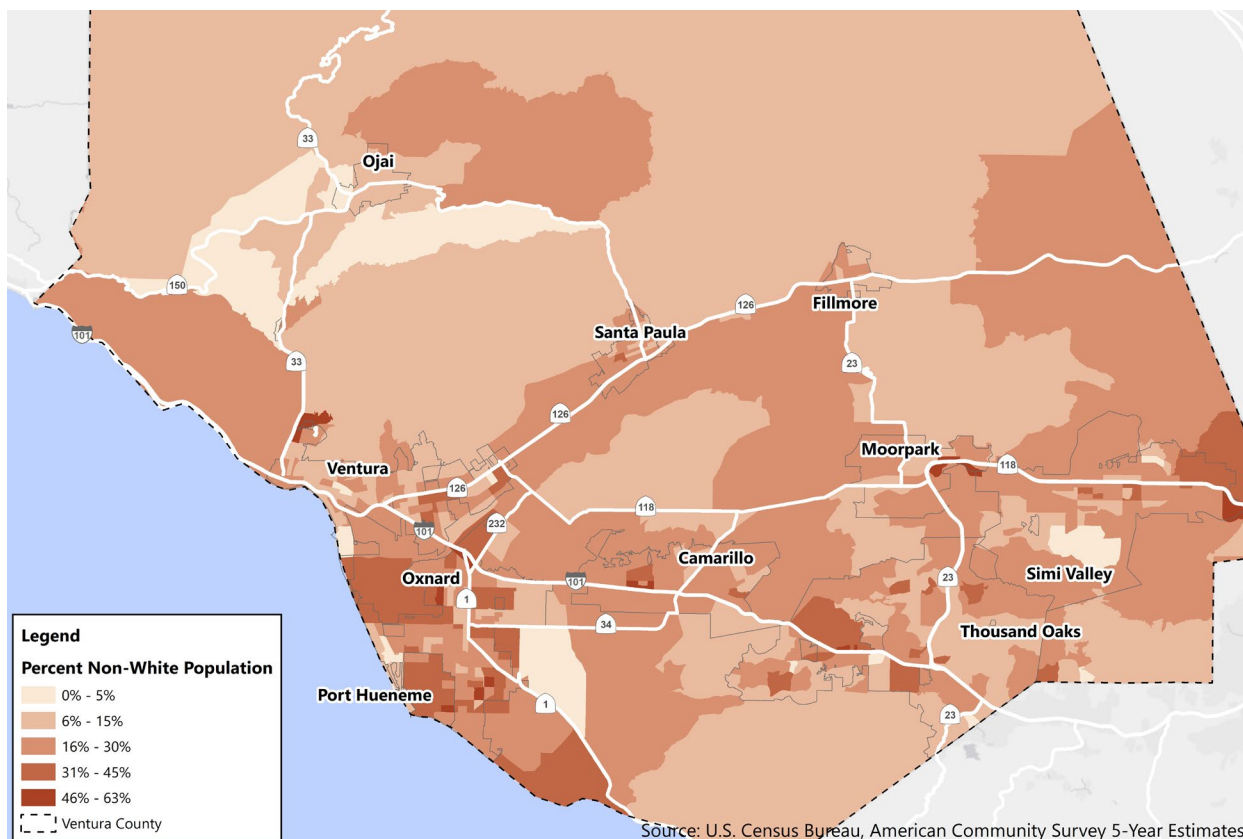 33
Ojai
150
101
33
Santa Paula
126
Fillmore
23
126
Ventura
126
101
232
118
Moorpark
118
Camillo
Oxnard
101
1
34
23
Simi Valley
Thousand Oaks
Port Hueneme
1
23
Legend
Percent Non-White Population
0% - 5%
6% - 15%
16% - 30%
31% - 45%
46% - 63%
Ventura County
Source: U.S. Census Bureau, American Community Survey 5-Year Estimates